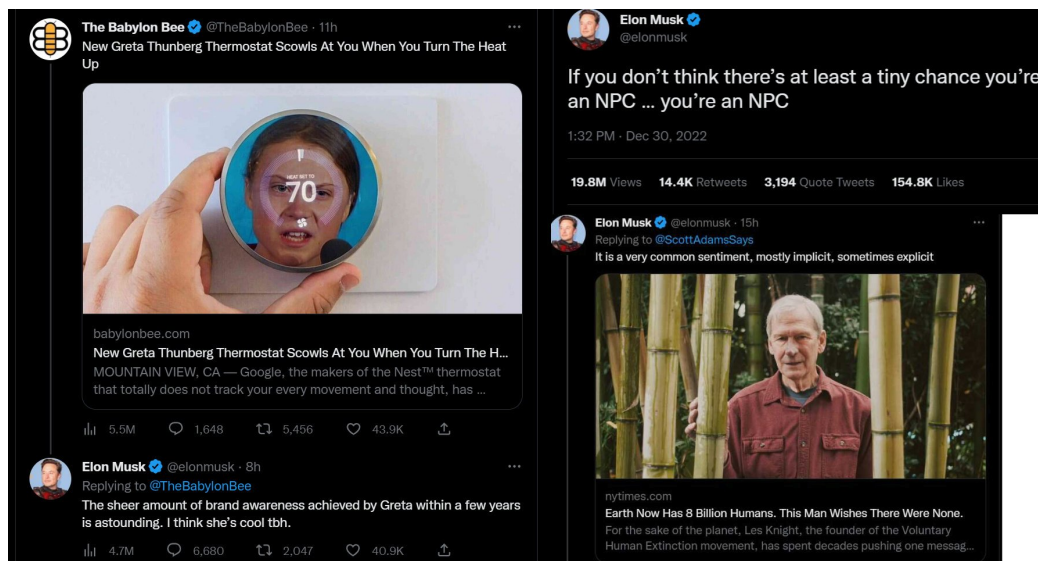 The Babylon Bee @TheBabylonBee · 11h
New Greta Thunberg Thermostat Scowls At You When You Turn The Heat
Up
HEAT SET TO
70
babylonbee.com
New Greta Thunberg Thermostat Scowls At You When You Turn The H...
MOUNTAIN VIEW, CA — Google, the makers of the Nest™ thermostat
that totally does not track your every movement and thought, has ...
5.5M 1,648 5,456 43.9K
Elon Musk @elonmusk · 8h
Replying to @TheBabylonBee
The sheer amount of brand awareness achieved by Greta within a few years
is astounding. I think she's cool tbh.
4.7M 6,680 2,047 40.9K
Elon Musk
@elonmusk
If you don't think there's at least a tiny chance you're
an NPC ... you're an NPC
1:32 PM · Dec 30, 2022
19.8M Views 14.4K Retweets 3,194 Quote Tweets 154.8K Likes
Elon Musk @elonmusk · 15h
Replying to @ScottAdamsSays
It is a very common sentiment, mostly implicit, sometimes explicit
nytimes.com
Earth Now Has 8 Billion Humans. This Man Wishes There Were None.
For the sake of the planet, Les Knight, the founder of the Voluntary
Human Extinction movement, has spent decades pushing one messag...